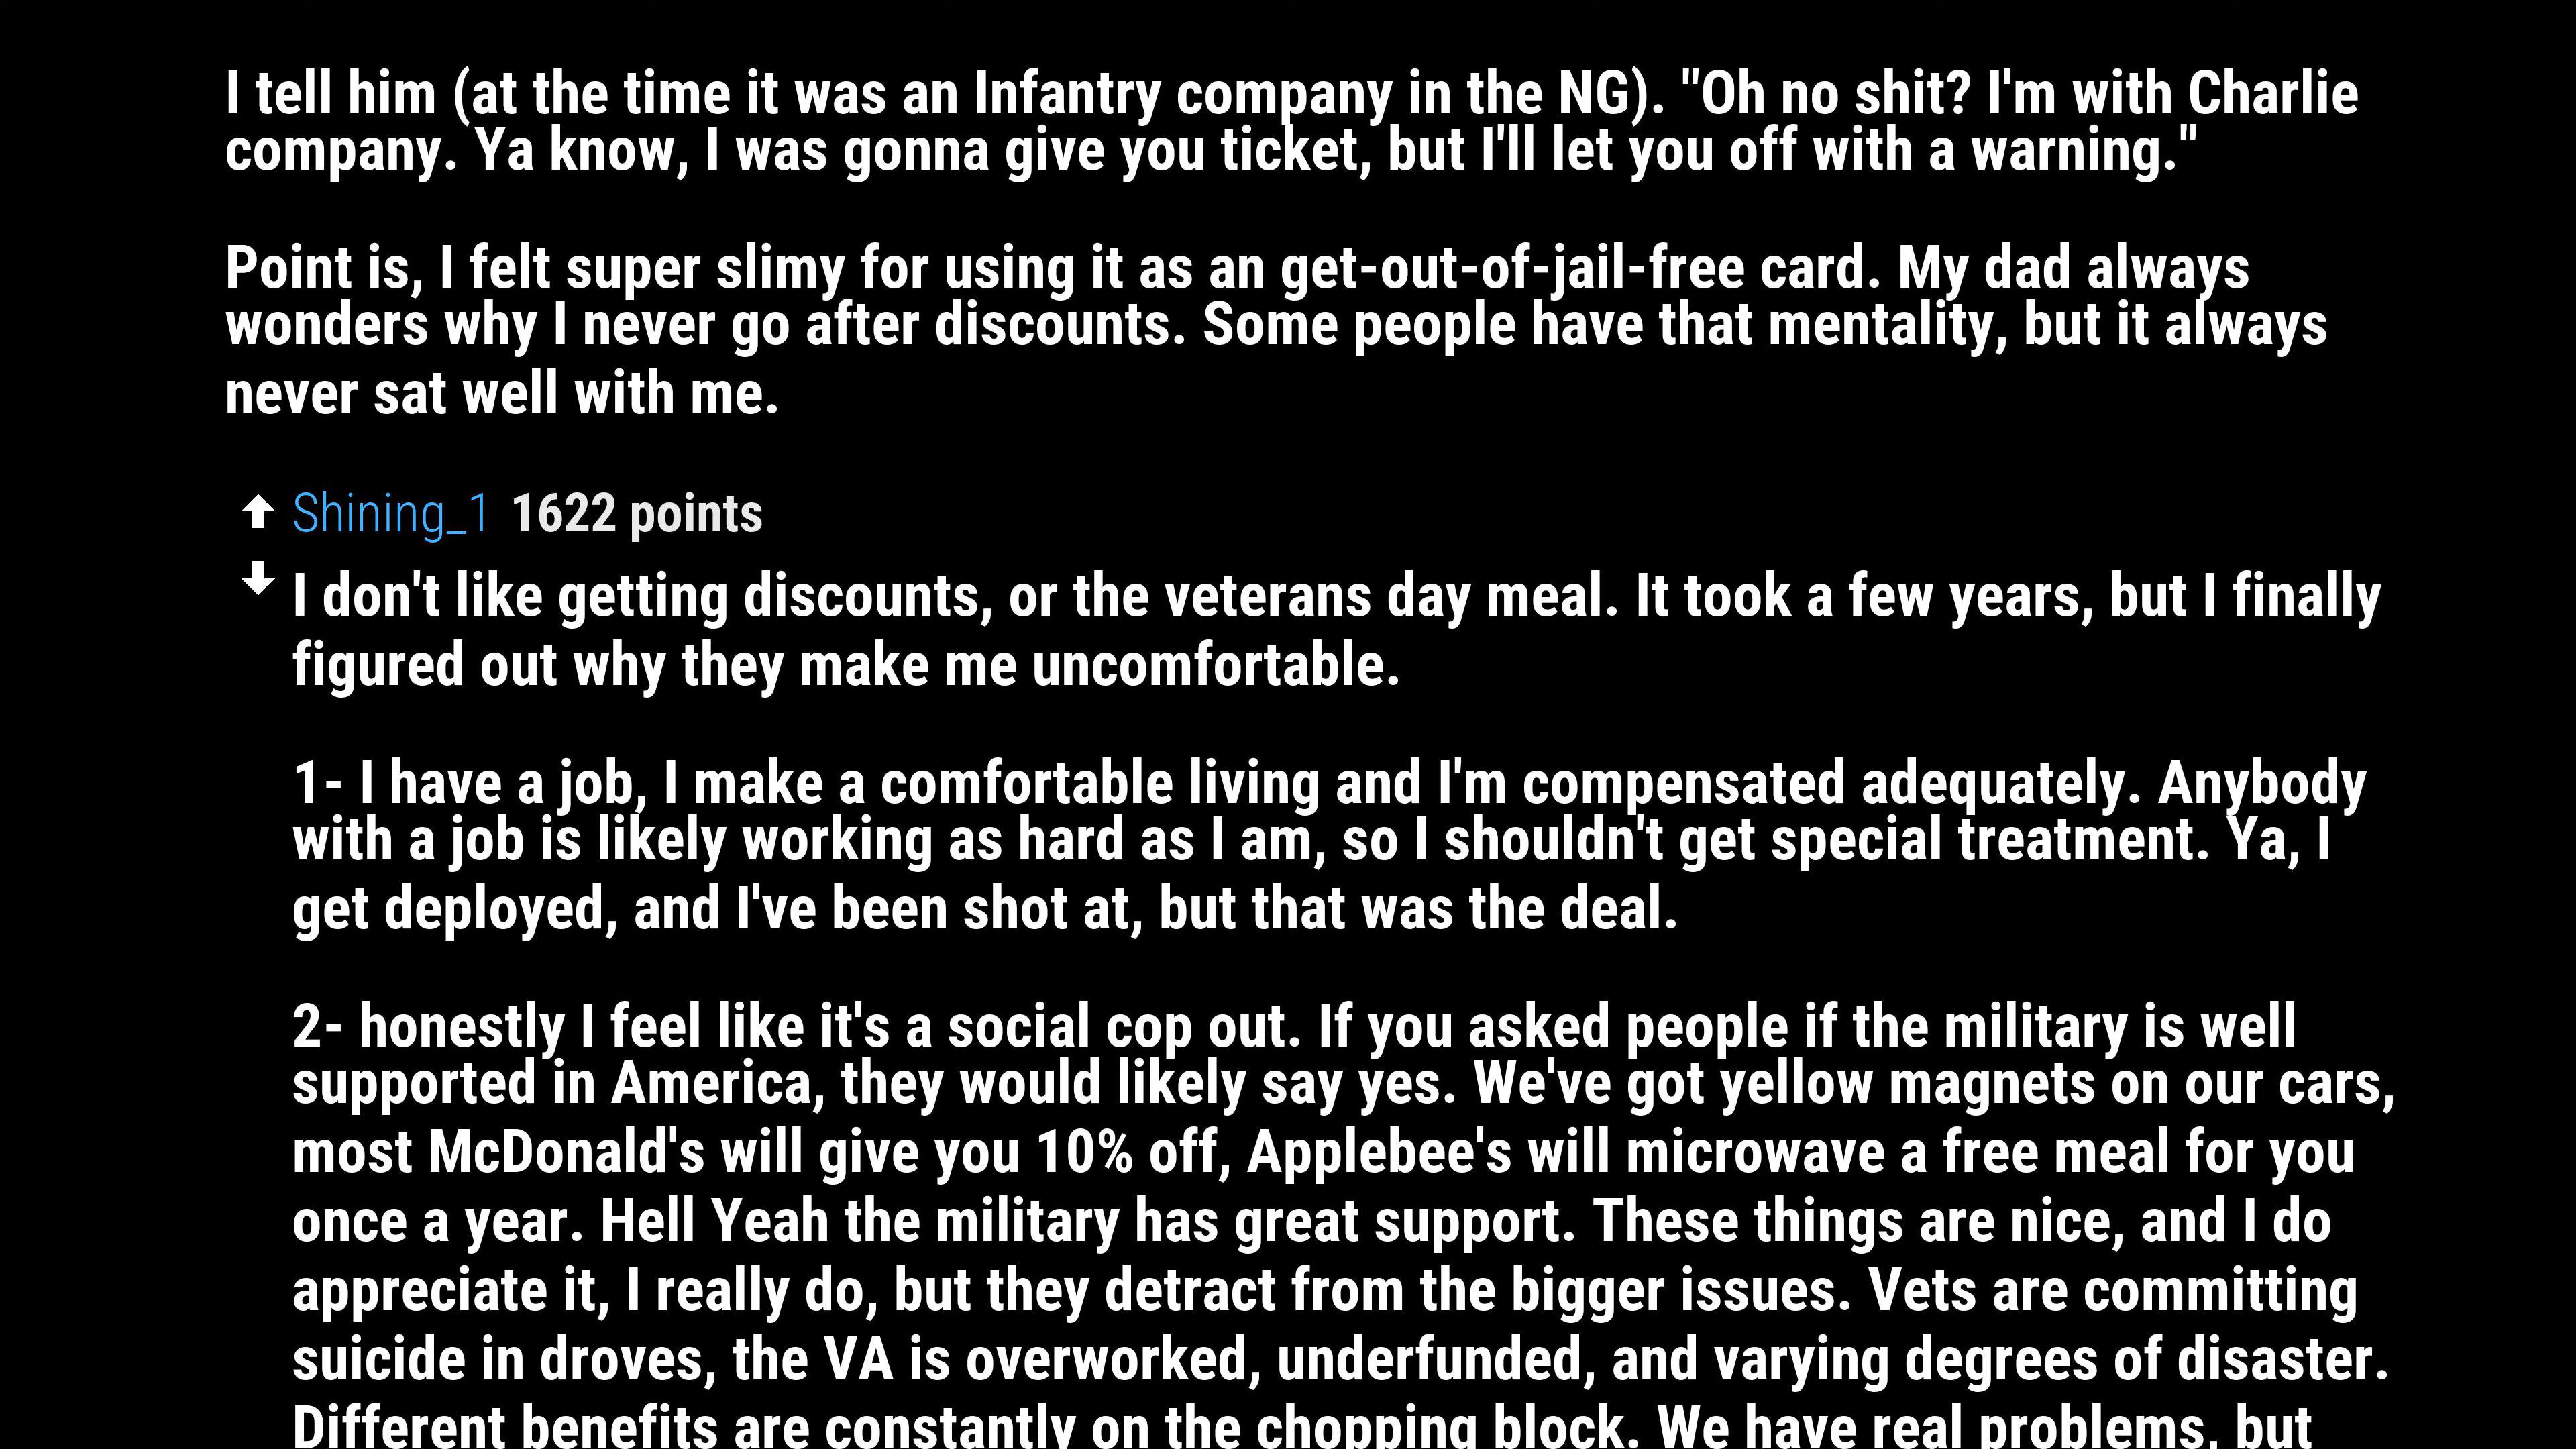 I tell him (at the time it was an Infantry company in the NG). "Oh no shit? I'm with Charlie
company. Ya know, I was gonna give you ticket, but I'll let you off with a warning."
Point is, I felt super slimy for using it as an get-out-of-jail-free card. My dad always
wonders why I never go after discounts. Some people have that mentality, but it always
never sat well with me.
Shining_1 1622 points
I don't like getting discounts, or the veterans day meal. It took a few years, but I finally
figured out why they make me uncomfortable.
1- I have a job, I make a comfortable living and I'm compensated adequately. Anybody
with a job is likely working as hard as I am, so I shouldn't get special treatment. Ya, I
get deployed, and I've been shot at, but that was the deal.
2- honestly I feel like it's a social cop out. If you asked people if the military is well
supported in America, they would likely say yes. We've got yellow magnets on our cars,
most McDonald's will give you 10% off, Applebee's will microwave a free meal for you
once a year. Hell Yeah the military has great support. These things are nice, and I do
appreciate it, I really do, but they detract from the bigger issues. Vets are committing
suicide in droves, the VA is overworked, underfunded, and varying degrees of disaster.
Different benefits are constantly on the chopping block. We have real problems, but